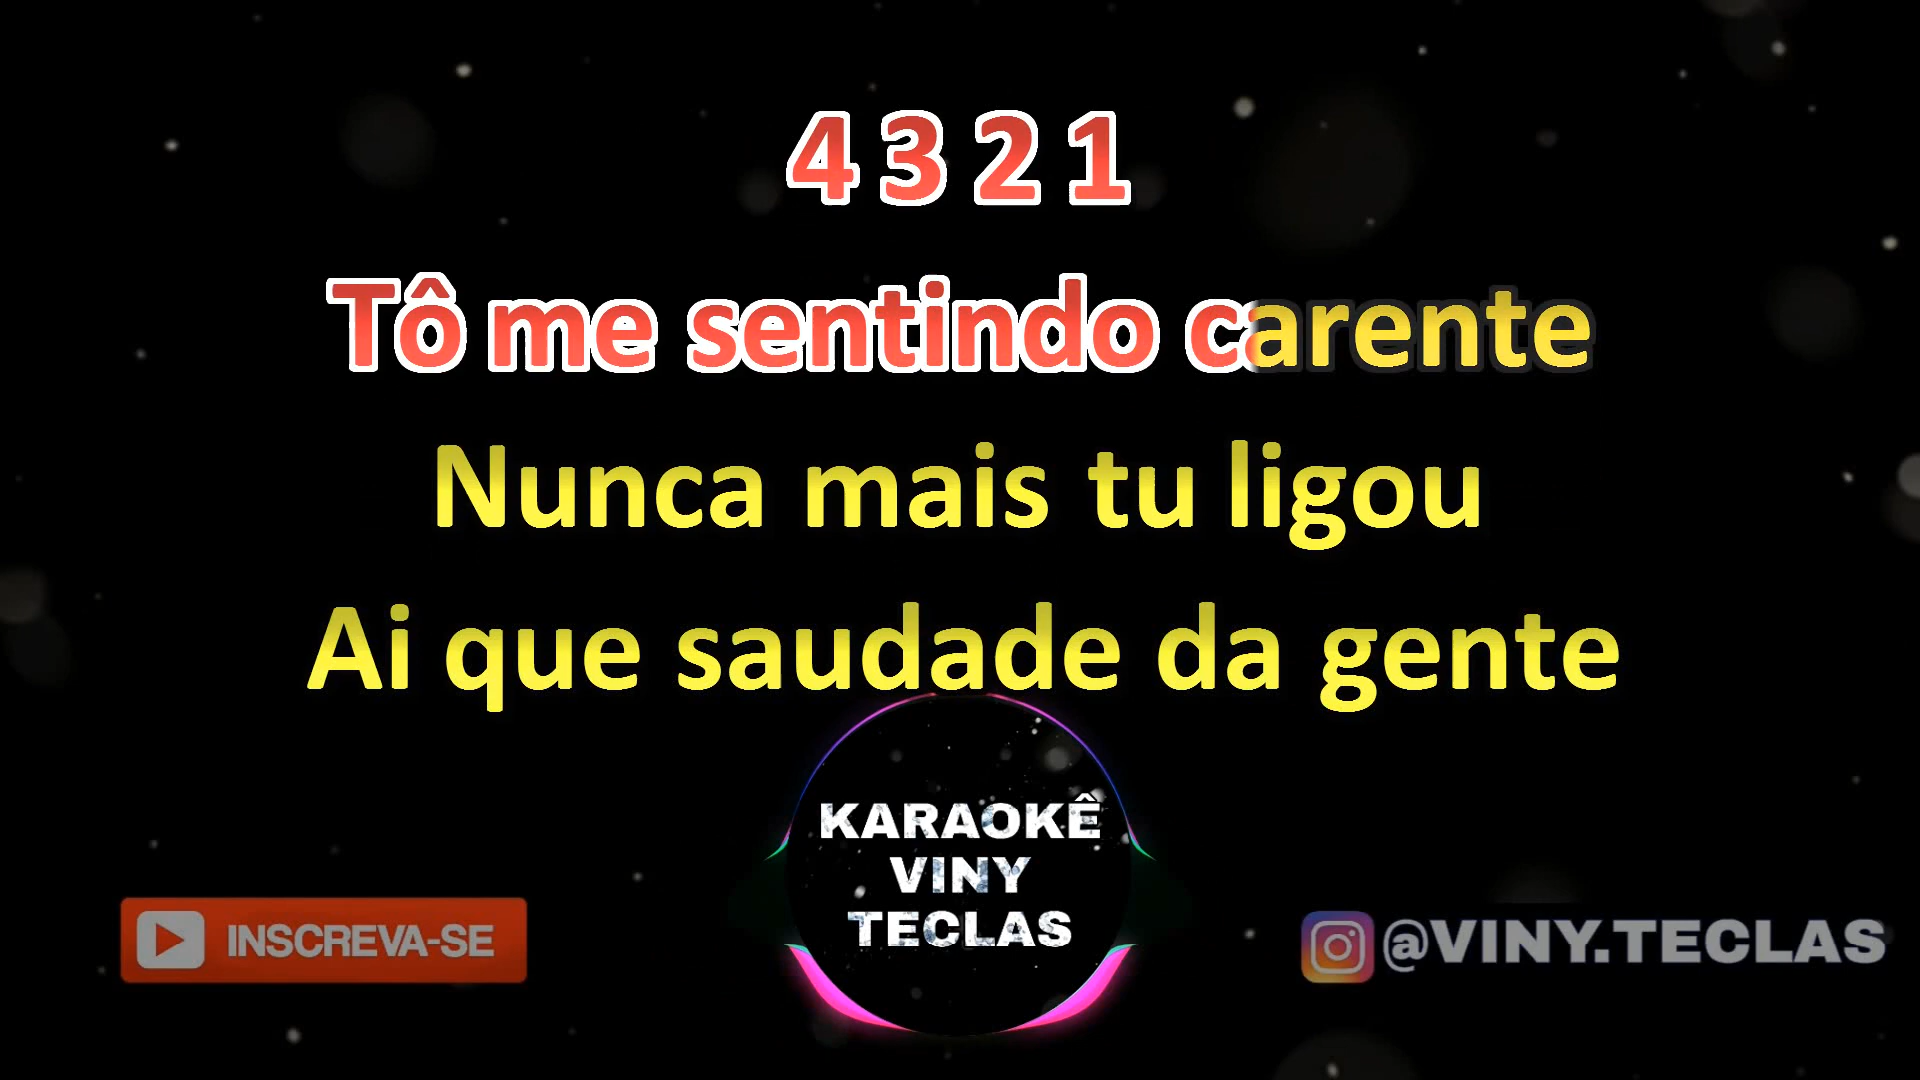 4 3 2 1
Tô me sentindo carente
Nunca mais tu ligou
Ai que saudade da gente
KARAOKÊ
VINY
TECLAS
INSCREVA-SE
@VINY.TECLAS